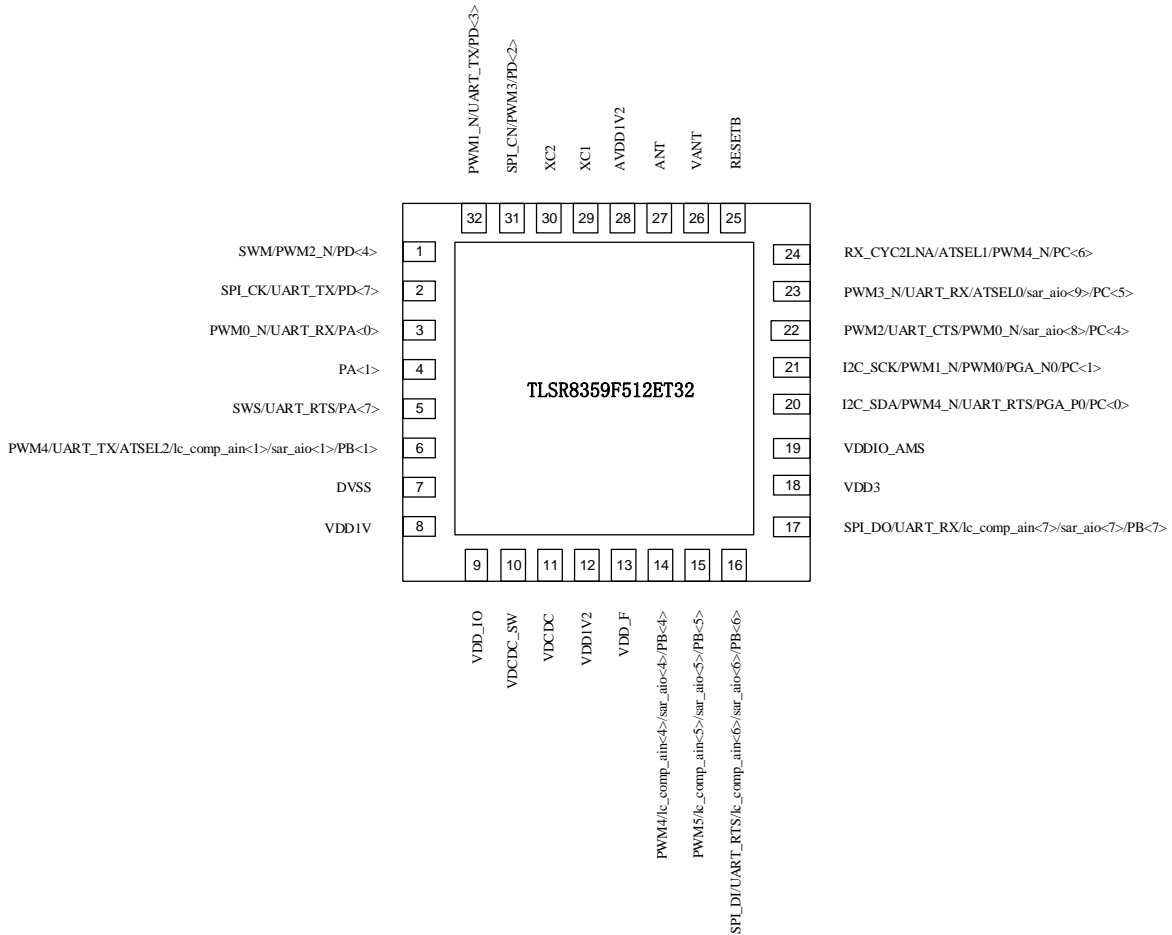 PWM1_N/UART_TX/PD<3>
SPI_CN/PWM3/PD<2>
XC2
XC1
AVDD1V2
ANT
VANT
RESETB
32
31
30
29
28
27
26
25
SWM/PWM2_N/PD<4>
1
SPI_CK/UART_TX/PD<7>
2
PWM0_N/UART_RX/PA<0>
3
PA<1>
4
SWS/UART_RTS/PA<7>
5
PWM4/UART_TX/ATSEL2/lc_comp_ain<1>/sar_aio<1>/PB<1>
6
DVSS
7
VDD1V
8
TLSR8359F512ET32
24
RX_CYC2LNA/ATSEL1/PWM4_N/PC<6>
23
PWM3_N/UART_RX/ATSEL0/sar_aio<9>/PC<5>
22
PWM2/UART_CTS/PWM0_N/sar_aio<8>/PC<4>
21
I2C_SCK/PWM1_N/PWM0/PGA_N0/PC<1>
20
I2C_SDA/PWM4_N/UART_RTS/PGA_P0/PC<0>
19
VDDIO_AMS
18
VDD3
17
SPI_DO/UART_RX/lc_comp_ain<7>/sar_aio<7>/PB<7>
9
10
11
12
13
14
15
16
VDD_IO
VDCDC_SW
VDCDC
VDD1V2
VDD_F
PWM4/lc_comp_ain<4>/sar_aio<4>/PB<4>
PWM5/lc_comp_ain<5>/sar_aio<5>/PB<5>
SPI_DI/UART_RTS/lc_comp_ain<6>/sar_aio<6>/PB<6>